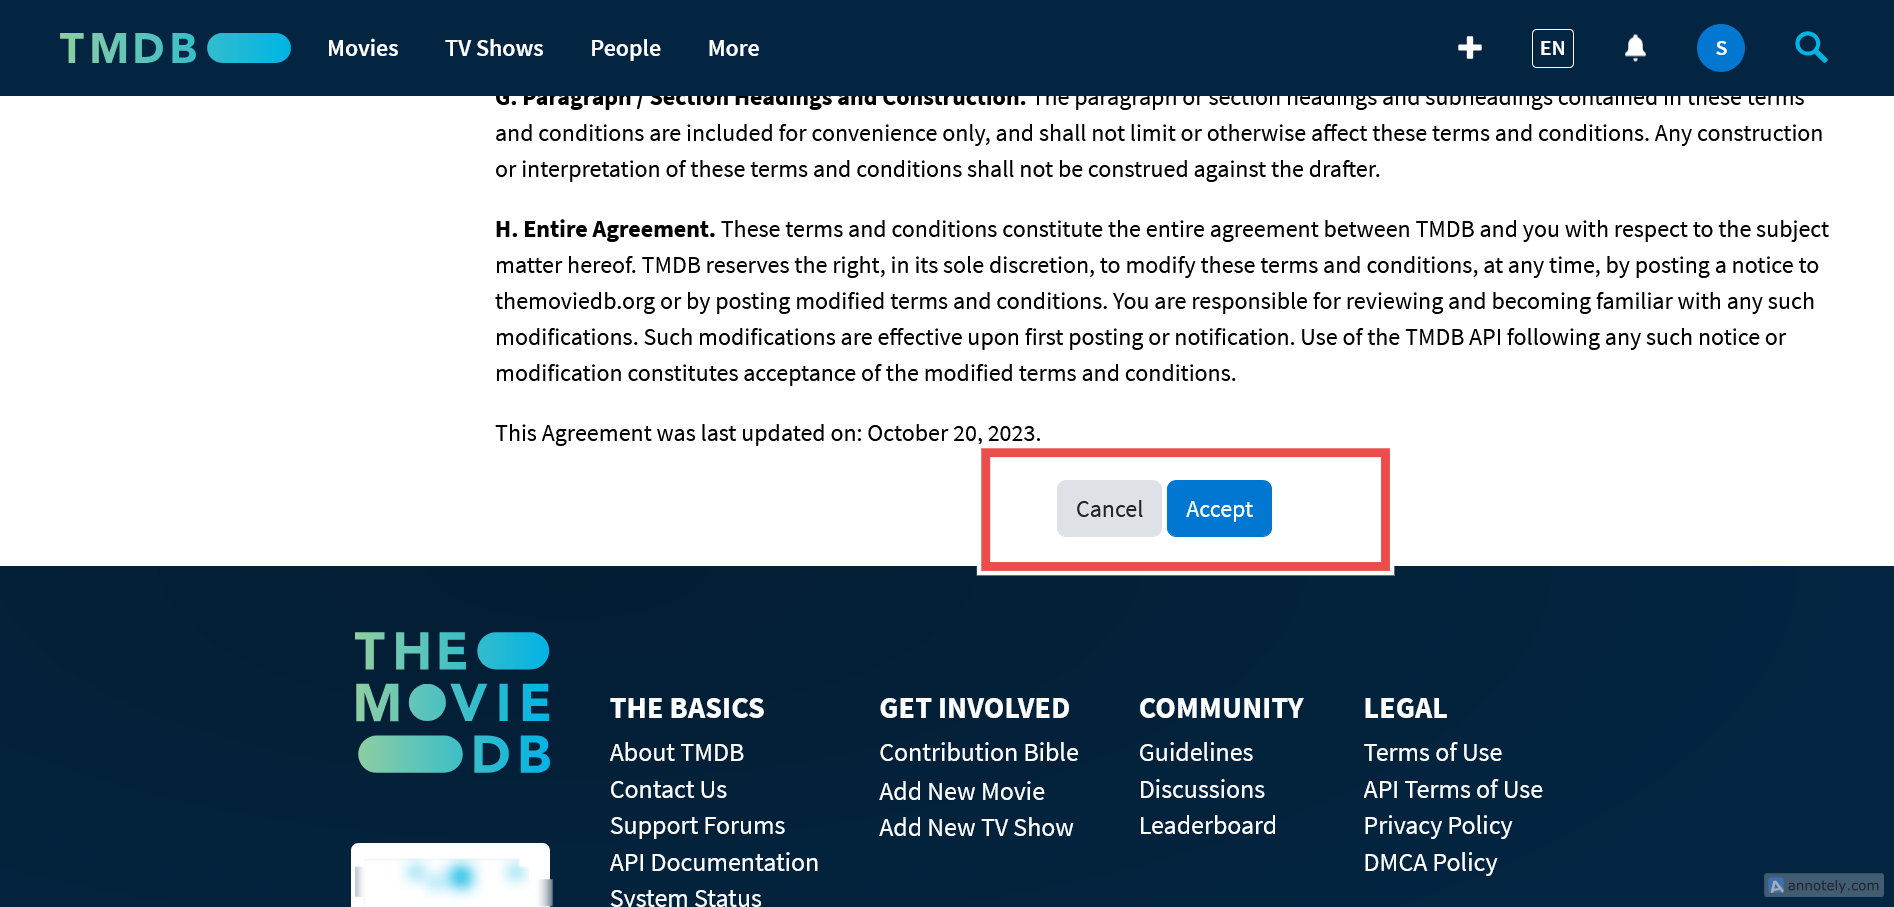 TMDB Movies TV Shows People More EN S
G. Paragraph / Section Headings and Construction. The paragraph or section headings and subheadings contained in these terms
and conditions are included for convenience only, and shall not limit or otherwise affect these terms and conditions. Any construction
or interpretation of these terms and conditions shall not be construed against the drafter.
H. Entire Agreement. These terms and conditions constitute the entire agreement between TMDB and you with respect to the subject
matter hereof. TMDB reserves the right, in its sole discretion, to modify these terms and conditions, at any time, by posting a notice to
themoviedb.org or by posting modified terms and conditions. You are responsible for reviewing and becoming familiar with any such
modifications. Such modifications are effective upon first posting or notification. Use of the TMDB API following any such notice or
modification constitutes acceptance of the modified terms and conditions.
This Agreement was last updated on: October 20, 2023.
Cancel Accept
THE
MOVIE
DB
THE BASICS
About TMDB
Contact Us
Support Forums
API Documentation
System Status
GET INVOLVED
Contribution Bible
Add New Movie
Add New TV Show
COMMUNITY
Guidelines
Discussions
Leaderboard
LEGAL
Terms of Use
API Terms of Use
Privacy Policy
DMCA Policy
annotely.com